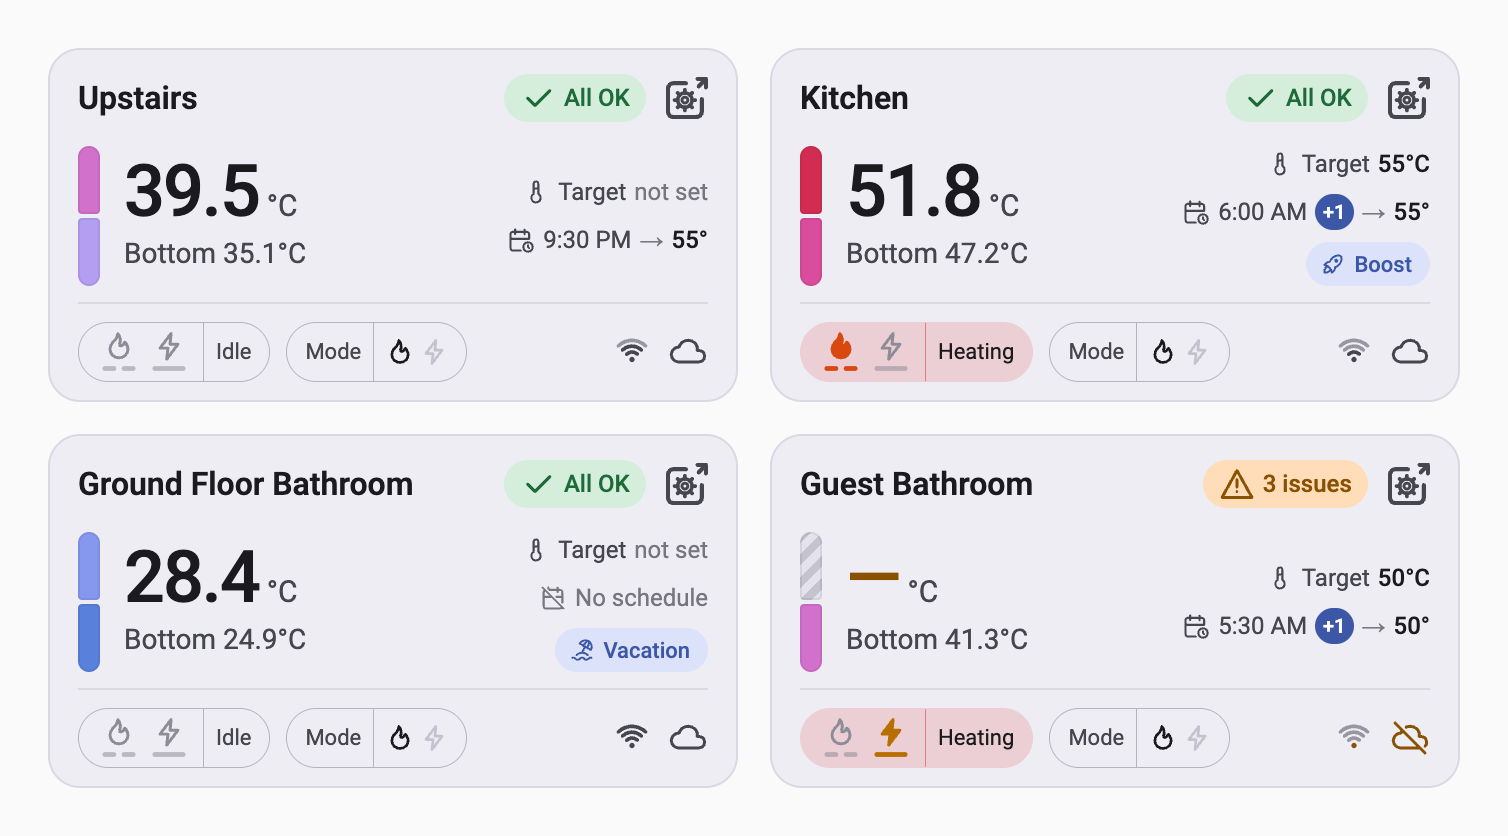 Upstairs
All OK
39.5 °C
Bottom 35.1°C
Target not set
9:30 PM → 55°
Idle
Mode
Kitchen
All OK
51.8 °C
Bottom 47.2°C
Target 55°C
6:00 AM +1 → 55°
Boost
Heating
Mode
Ground Floor Bathroom
All OK
28.4 °C
Bottom 24.9°C
Target not set
No schedule
Vacation
Idle
Mode
Guest Bathroom
3 issues
— °C
Bottom 41.3°C
Target 50°C
5:30 AM +1 → 50°
Heating
Mode